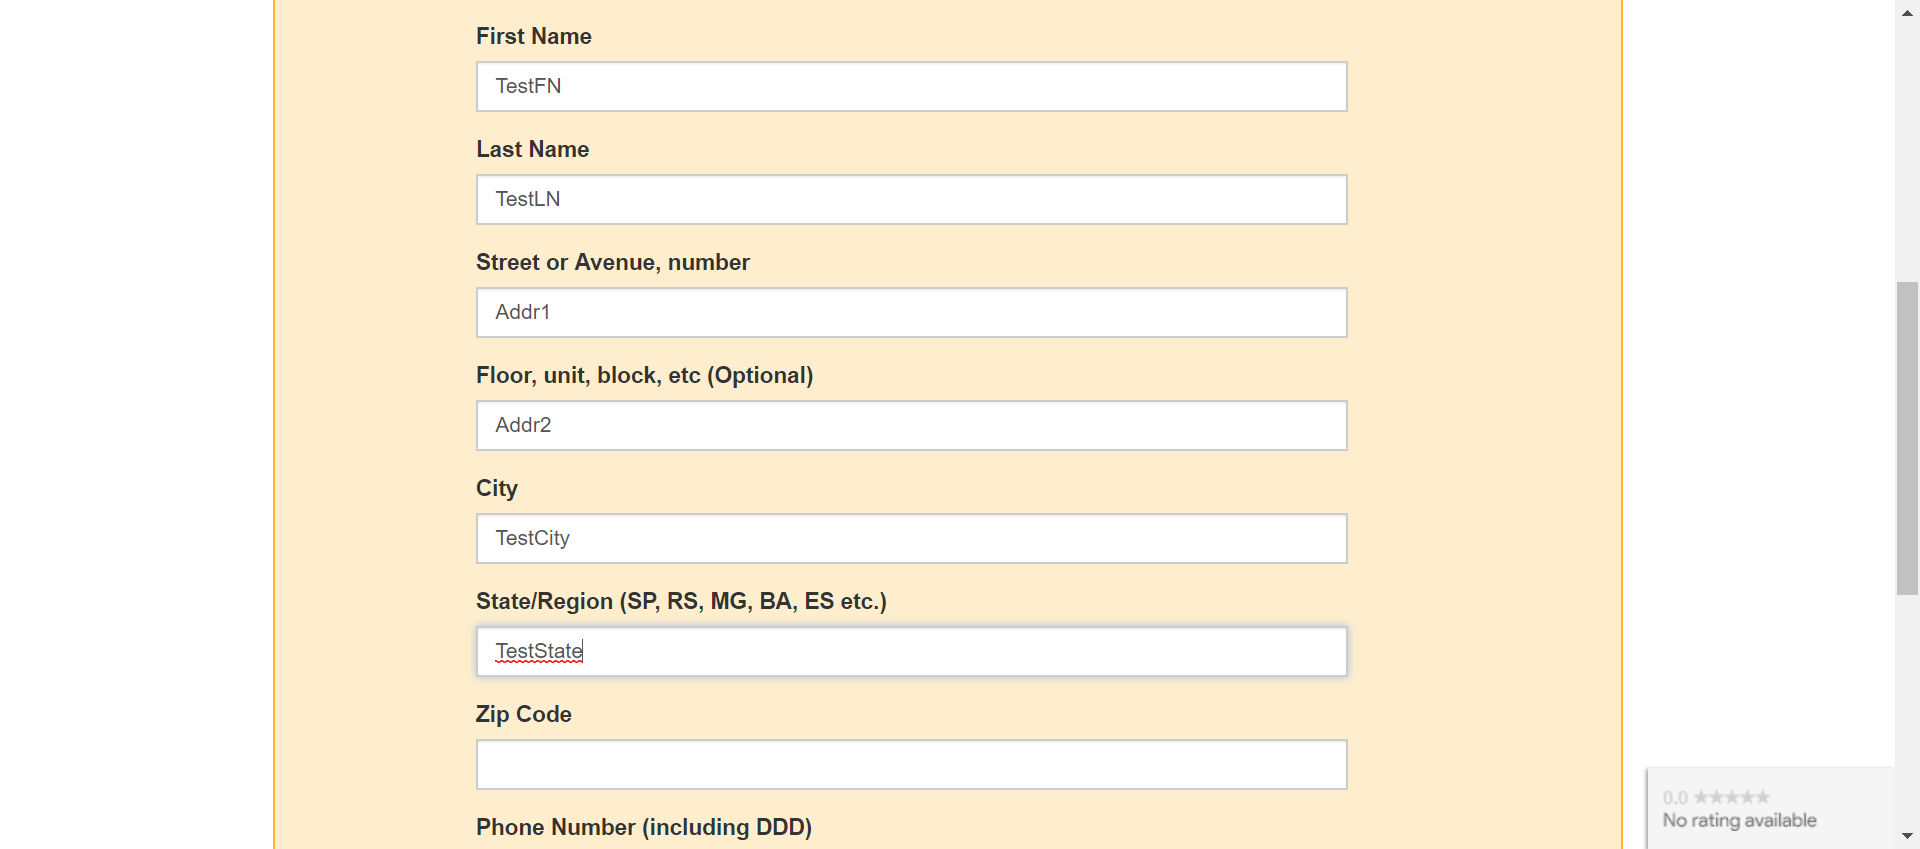 First Name
TestFN
Last Name
TestLN
Street or Avenue, number
Addr1
Floor, unit, block, etc (Optional)
Addr2
City
TestCity
State/Region (SP, RS, MG, BA, ES etc.)
TestState
Zip Code
Phone Number (including DDD)
0.0 ★★★★★
No rating available